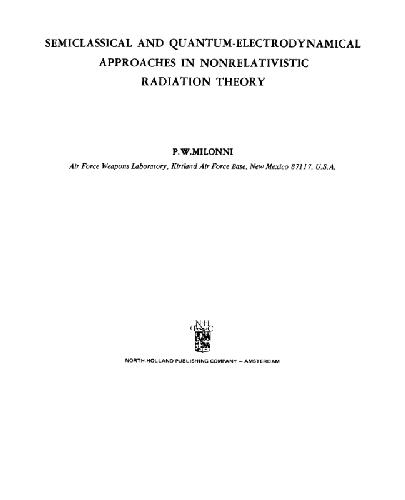 SEMICLASSICAL AND QUANTUM-ELECTRODYNAMICAL
APPROACHES IN NONRELATIVISTIC
RADIATION THEORY
P.W. MILONNI
Air Force Weapons Laboratory, Kirtland Air Force Base, New Mexico 87117, U.S.A.
NORTH-HOLLAND PUBLISHING COMPANY – AMSTERDAM